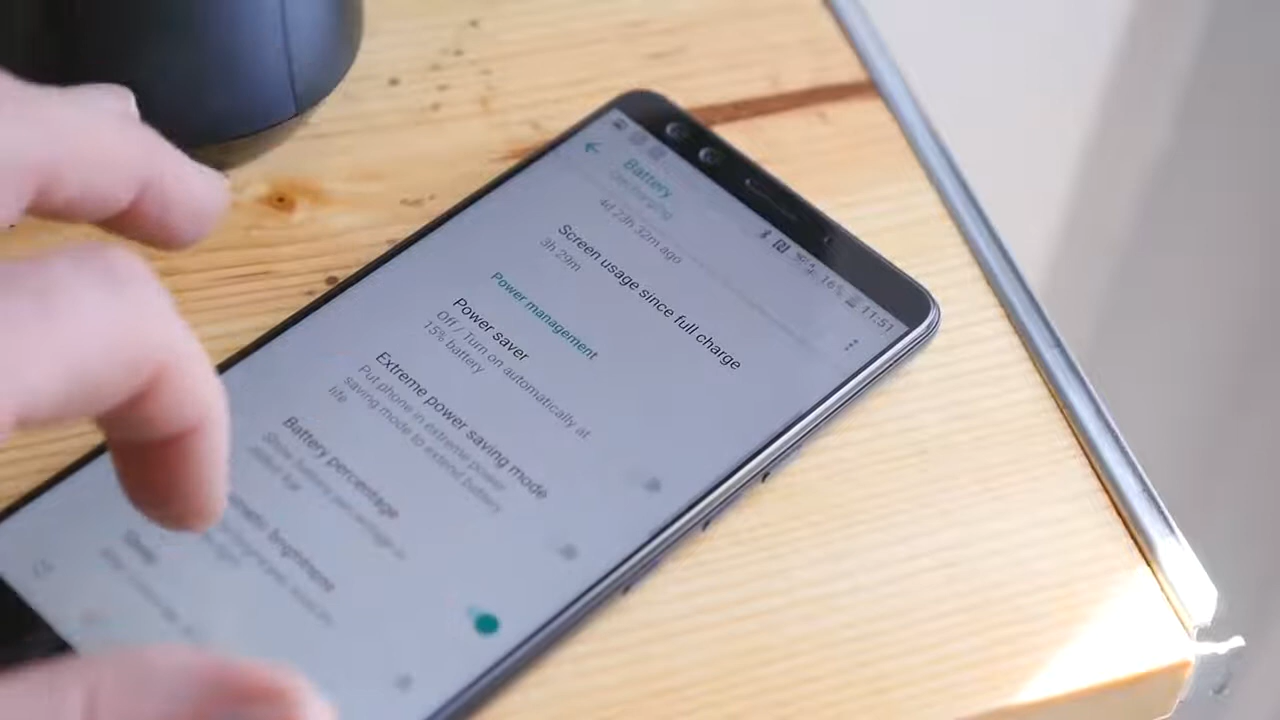 16% 11:51
Battery
4d 23h 32m ago
Screen usage since full charge
3h 29m
Power management
Power saver
Off / Turn on automatically at
15% battery
Extreme power saving mode
Put phone in extreme power
saving mode to extend battery
life
Battery percentage
brightness